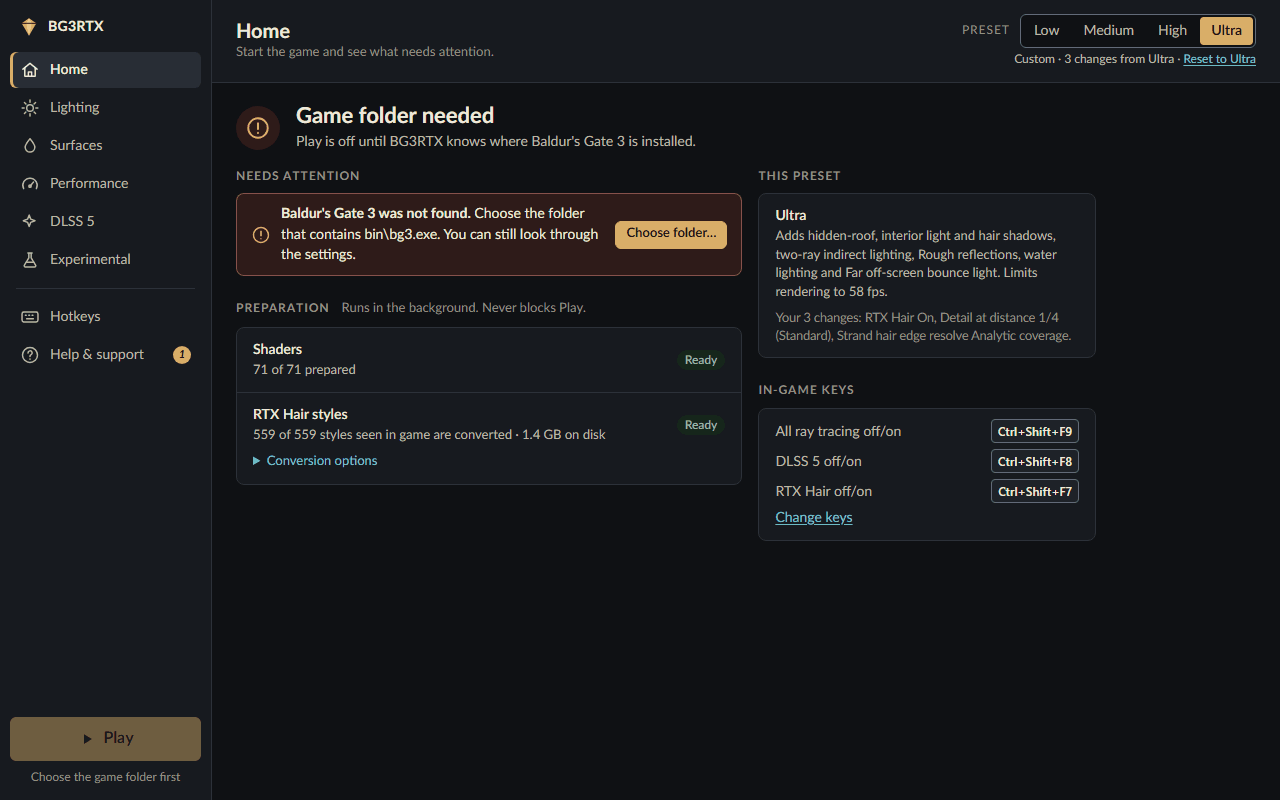 BG3RTX
Home
Lighting
Surfaces
Performance
DLSS 5
Experimental
Hotkeys
Help & support 1
Play
Choose the game folder first
Home
Start the game and see what needs attention.
PRESET Low Medium High Ultra
Custom · 3 changes from Ultra · Reset to Ultra
Game folder needed
Play is off until BG3RTX knows where Baldur's Gate 3 is installed.
NEEDS ATTENTION
Baldur's Gate 3 was not found. Choose the folder
that contains bin\bg3.exe. You can still look through
the settings.
Choose folder...
PREPARATION Runs in the background. Never blocks Play.
Shaders
71 of 71 prepared
Ready
RTX Hair styles
559 of 559 styles seen in game are converted · 1.4 GB on disk
Ready
Conversion options
THIS PRESET
Ultra
Adds hidden-roof, interior light and hair shadows,
two-ray indirect lighting, Rough reflections, water
lighting and Far off-screen bounce light. Limits
rendering to 58 fps.
Your 3 changes: RTX Hair On, Detail at distance 1/4
(Standard), Strand hair edge resolve Analytic coverage.
IN-GAME KEYS
All ray tracing off/on Ctrl+Shift+F9
DLSS 5 off/on Ctrl+Shift+F8
RTX Hair off/on Ctrl+Shift+F7
Change keys